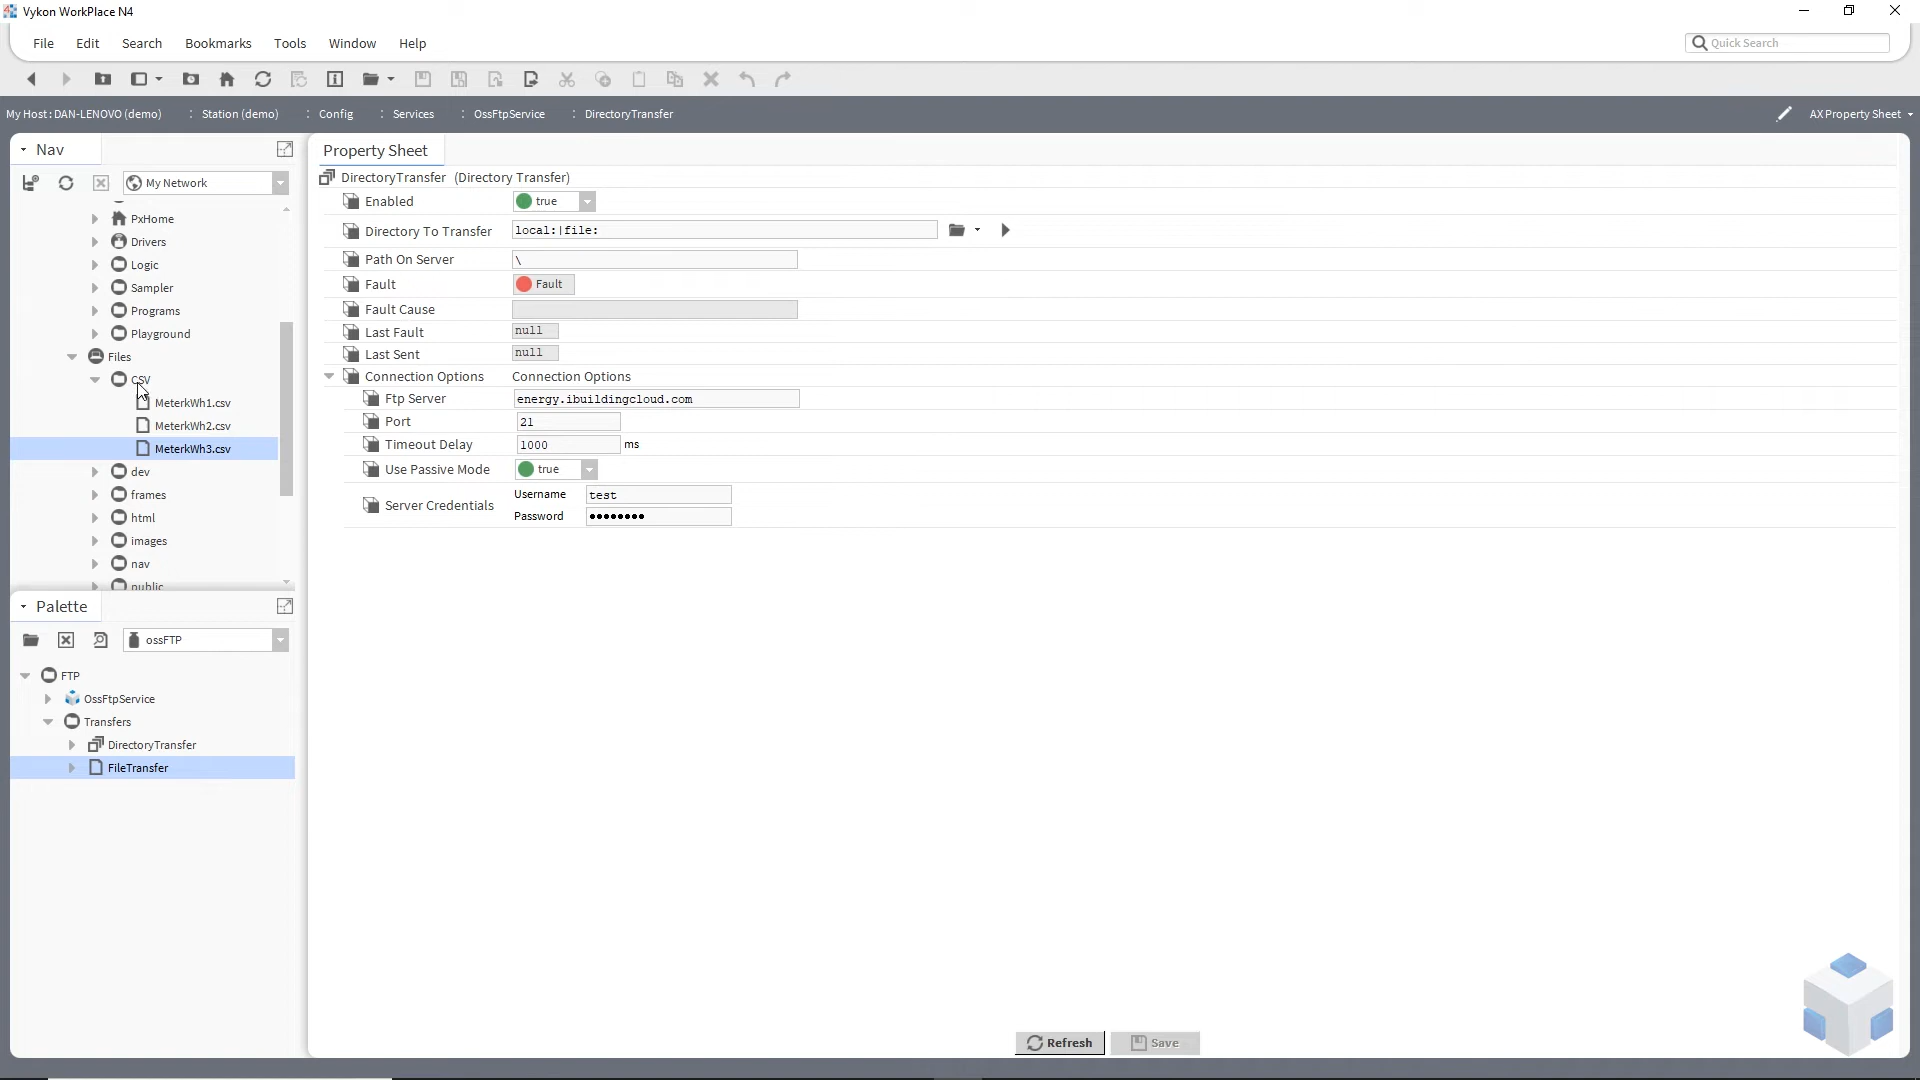 Vykon WorkPlace N4
File Edit Search Bookmarks Tools Window Help
Quick Search
My Host : DAN-LENOVO (demo) : Station (demo) : Config : Services : OssFtpService : DirectoryTransfer
AX Property Sheet
Nav
My Network
PxHome
Drivers
Logic
Sampler
Programs
Playground
Files
CSV
MeterkWh1.csv
MeterkWh2.csv
MeterkWh3.csv
dev
frames
html
images
nav
public
Palette
ossFTP
FTP
OssFtpService
Transfers
DirectoryTransfer
FileTransfer
Property Sheet
DirectoryTransfer (Directory Transfer)
Enabled true
Directory To Transfer local:|file:
Path On Server \
Fault Fault
Fault Cause
Last Fault null
Last Sent null
Connection Options Connection Options
Ftp Server energy.ibuildingcloud.com
Port 21
Timeout Delay 1000 ms
Use Passive Mode true
Server Credentials
Username test
Password ●●●●●●●●
Refresh Save